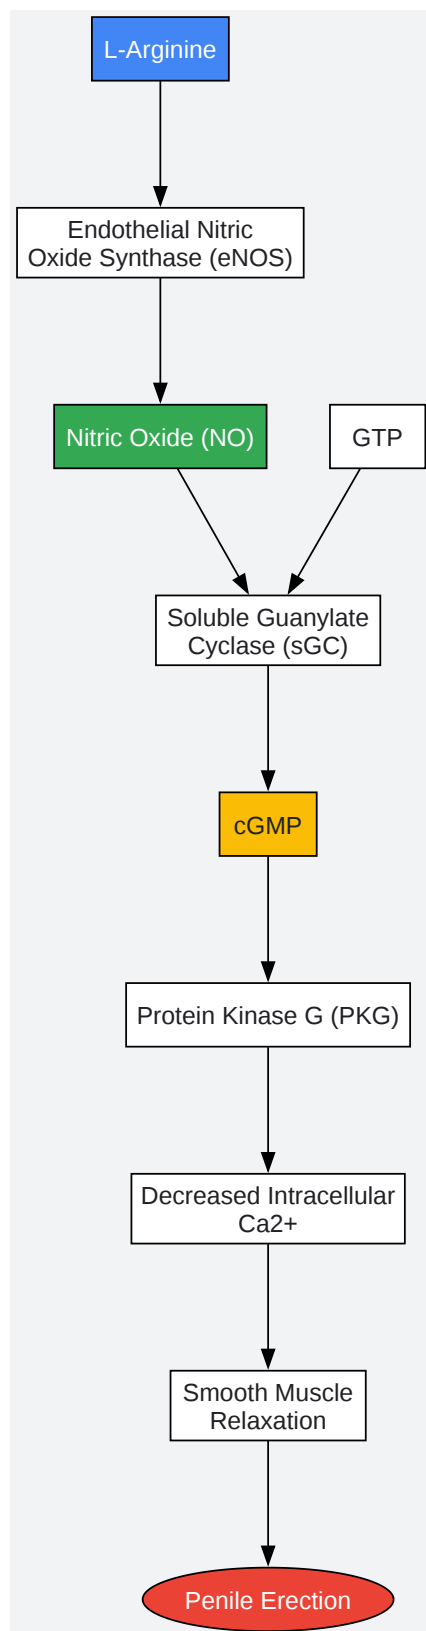 L-Arginine
Endothelial Nitric
Oxide Synthase (eNOS)
Nitric Oxide (NO)
GTP
Soluble Guanylate
Cyclase (sGC)
cGMP
Protein Kinase G (PKG)
Decreased Intracellular
Ca2+
Smooth Muscle
Relaxation
Penile Erection